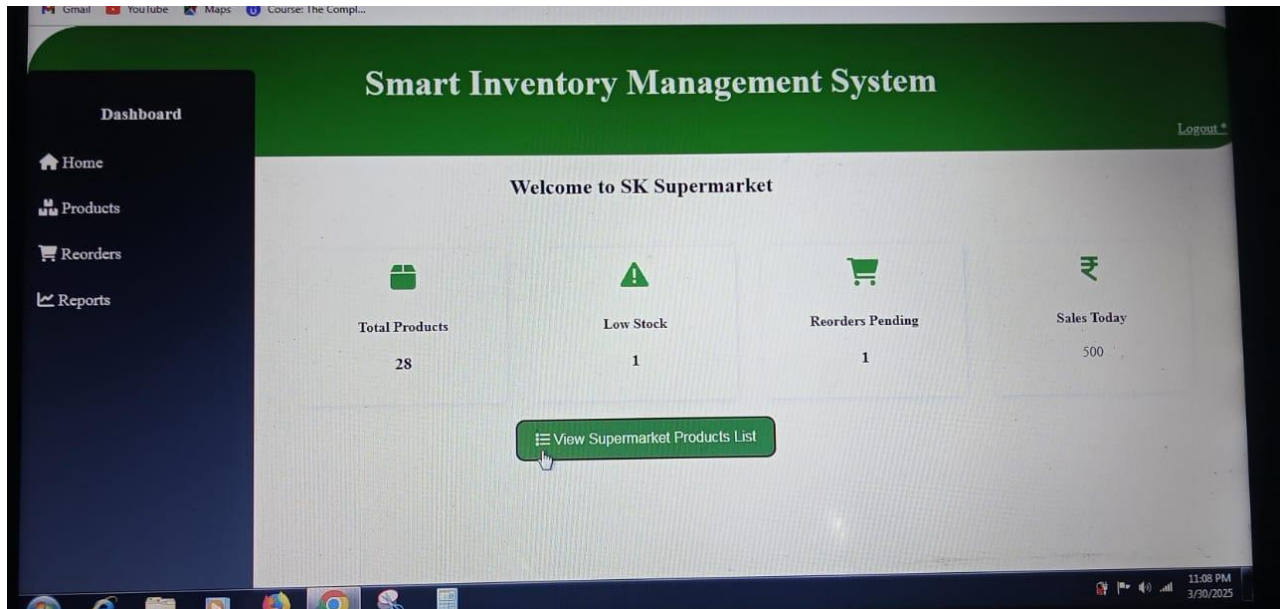 Gmail YouTube Maps Course: The Compl...
Smart Inventory Management System
Logout
Dashboard
Home
Products
Reorders
Reports
Welcome to SK Supermarket
Total Products
28
Low Stock
1
Reorders Pending
1
₹
Sales Today
500
View Supermarket Products List
11:08 PM
3/30/2025